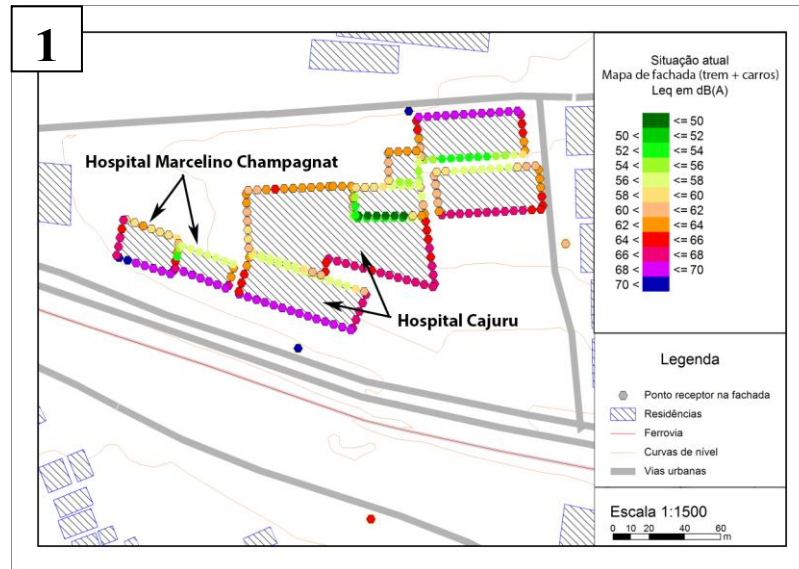 1
Hospital Marcelino Champagnat
Hospital Cajuru
Situação atual
Mapa de fachada (trem + carros)
Leq em dB(A)
<= 50
50 < <= 52
52 < <= 54
54 < <= 56
56 < <= 58
58 < <= 60
60 < <= 62
62 < <= 64
64 < <= 66
66 < <= 68
68 < <= 70
70 <
Legenda
Ponto receptor na fachada
Residências
Ferrovia
Curvas de nível
Vias urbanas
Escala 1:1500
0 10 20 40 60
m